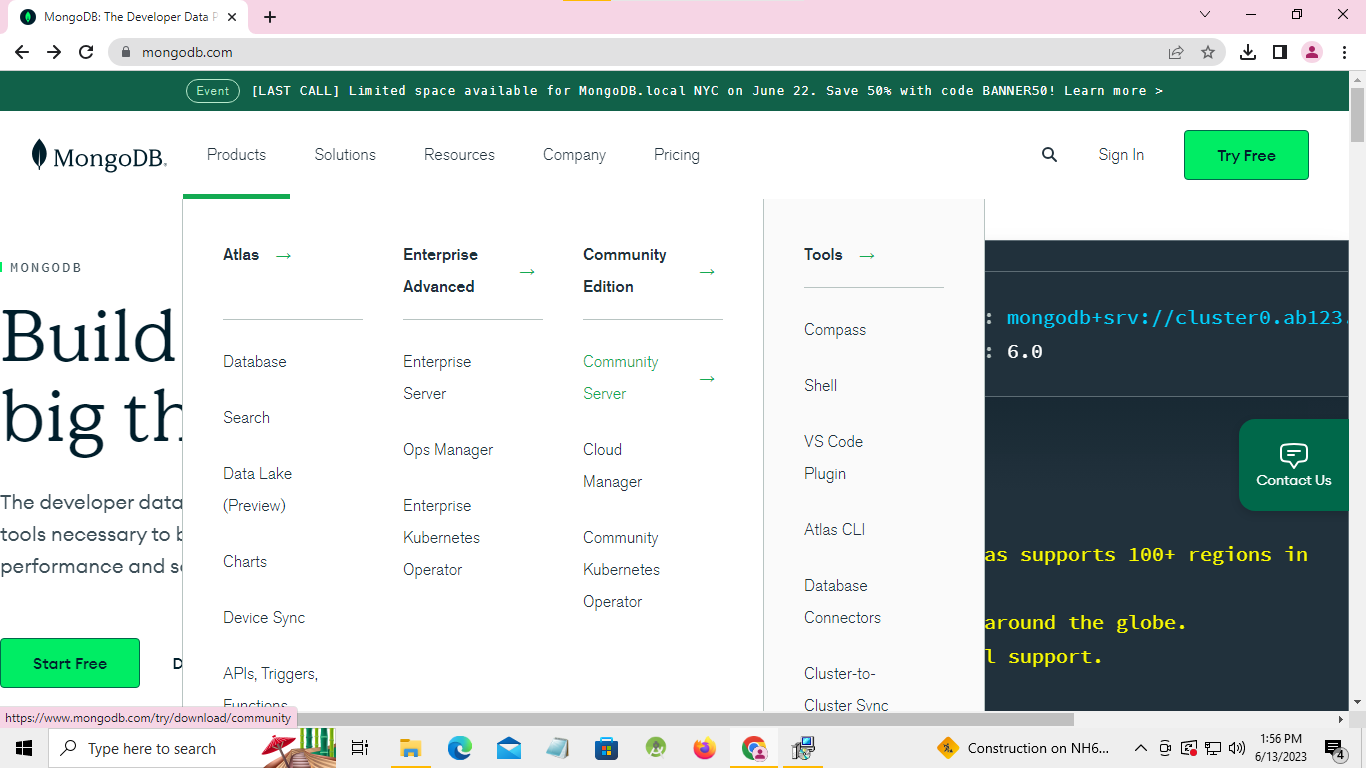 MongoDB: The Developer Data P
mongodb.com
Event [LAST CALL] Limited space available for MongoDB.local NYC on June 22. Save 50% with code BANNER50! Learn more >
MongoDB. Products Solutions Resources Company Pricing Sign In Try Free
MONGODB
Build
big th
The developer data
tools necessary to b
performance and sc
Start Free D
Atlas →
Database
Search
Data Lake
(Preview)
Charts
Device Sync
APIs, Triggers,
Functions
Enterprise
Advanced →
Enterprise
Server
Ops Manager
Enterprise
Kubernetes
Operator
Community
Edition →
Community
Server →
Cloud
Manager
Community
Kubernetes
Operator
Tools →
Compass
Shell
VS Code
Plugin
Atlas CLI
Database
Connectors
Cluster-to-
Cluster Sync
: mongodb+srv://cluster0.ab123.
: 6.0
as supports 100+ regions in
around the globe.
l support.
Contact Us
https://www.mongodb.com/try/download/community
Type here to search
Construction on NH6...
1:56 PM
6/13/2023
4